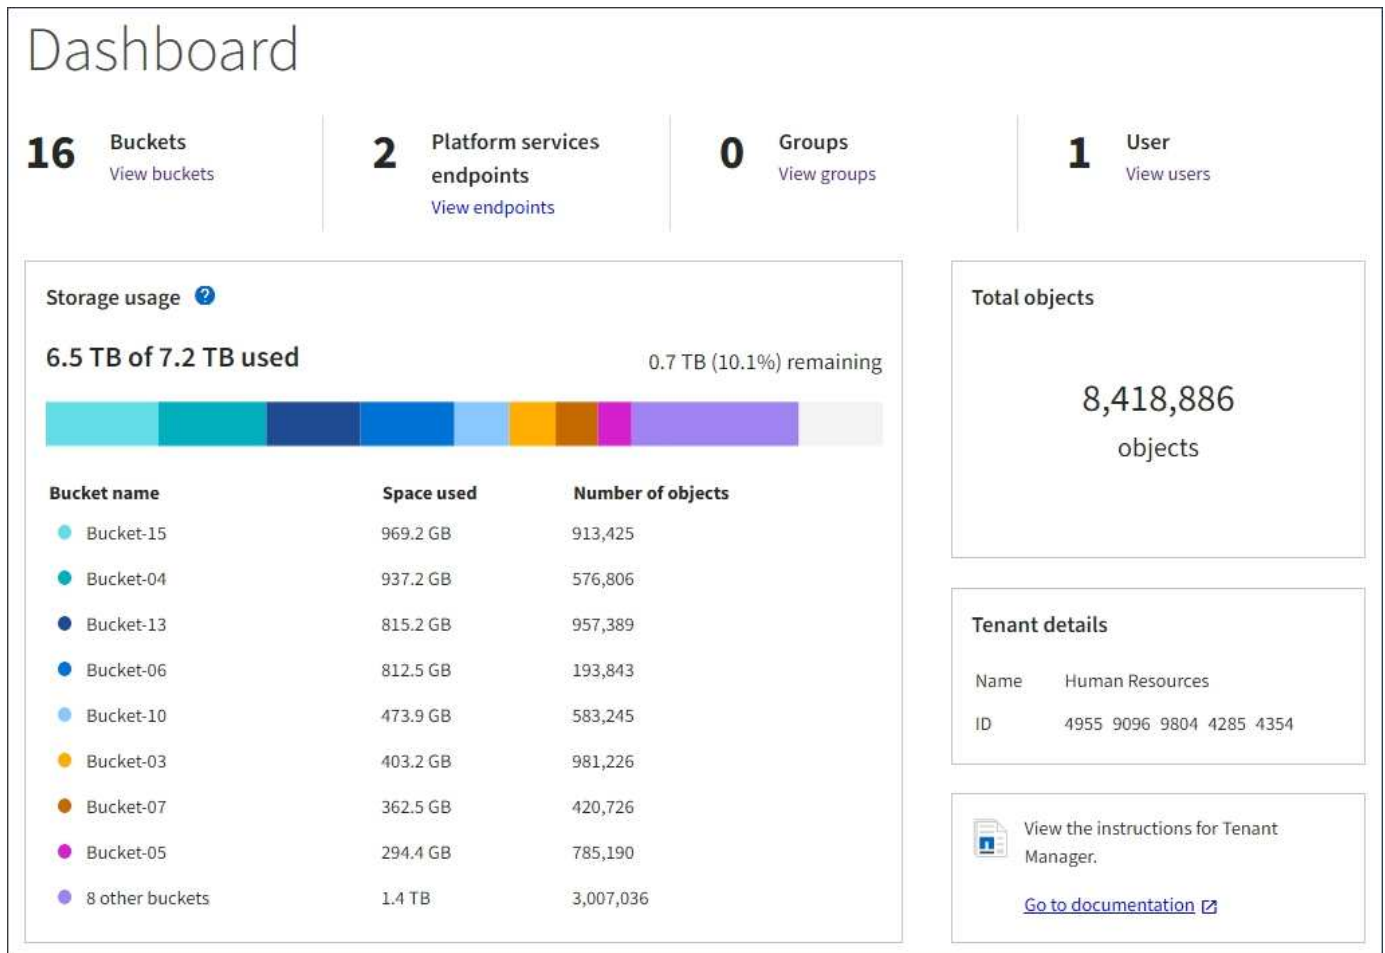 Dashboard
16 Buckets
View buckets
2 Platform services
endpoints
View endpoints
0 Groups
View groups
1 User
View users
Storage usage ?
6.5 TB of 7.2 TB used
0.7 TB (10.1%) remaining
Bucket name Space used Number of objects
Bucket-15 969.2 GB 913,425
Bucket-04 937.2 GB 576,806
Bucket-13 815.2 GB 957,389
Bucket-06 812.5 GB 193,843
Bucket-10 473.9 GB 583,245
Bucket-03 403.2 GB 981,226
Bucket-07 362.5 GB 420,726
Bucket-05 294.4 GB 785,190
8 other buckets 1.4 TB 3,007,036
Total objects
8,418,886
objects
Tenant details
Name Human Resources
ID 4955 9096 9804 4285 4354
View the instructions for Tenant
Manager.
Go to documentation